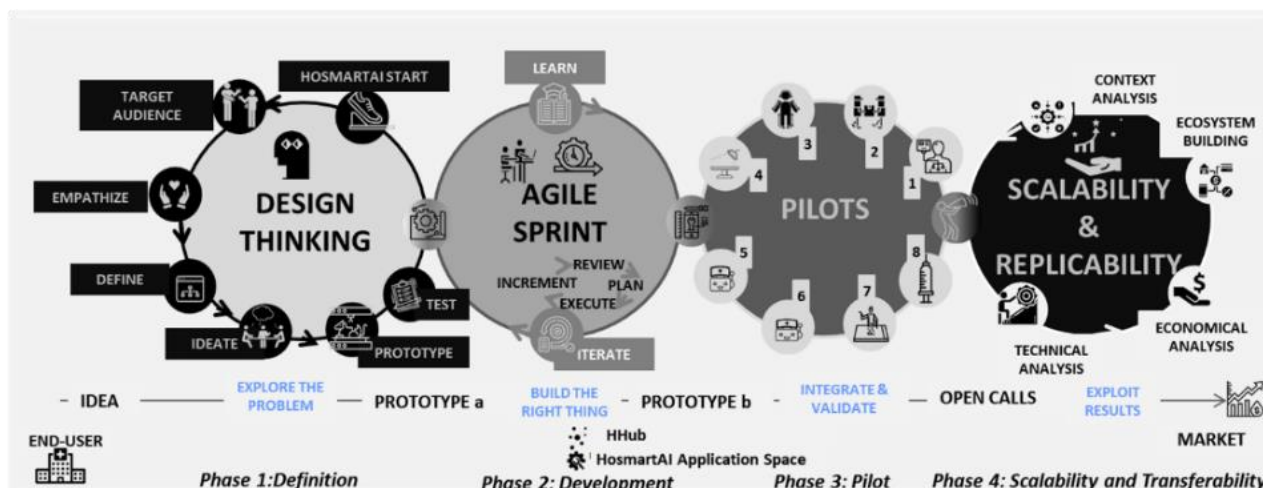 HOSMARTAI START
TARGET
AUDIENCE
EMPATHIZE
DEFINE
IDEATE
PROTOTYPE
TEST
DESIGN
THINKING
LEARN
AGILE
SPRINT
REVIEW
INCREMENT
PLAN
EXECUTE
ITERATE
PILOTS
1
2
3
4
5
6
7
8
CONTEXT
ANALYSIS
ECOSYSTEM
BUILDING
SCALABILITY
&
REPLICABILITY
$
ECONOMICAL
ANALYSIS
TECHNICAL
ANALYSIS
IDEA
EXPLORE THE
PROBLEM
PROTOTYPE a
BUILD THE
RIGHT THING
PROTOTYPE b
INTEGRATE &
VALIDATE
OPEN CALLS
EXPLOIT
RESULTS
MARKET
END-USER
HHub
HosmartAI Application Space
Phase 1:Definition
Phase 2: Development
Phase 3: Pilot
Phase 4: Scalability and Transferability